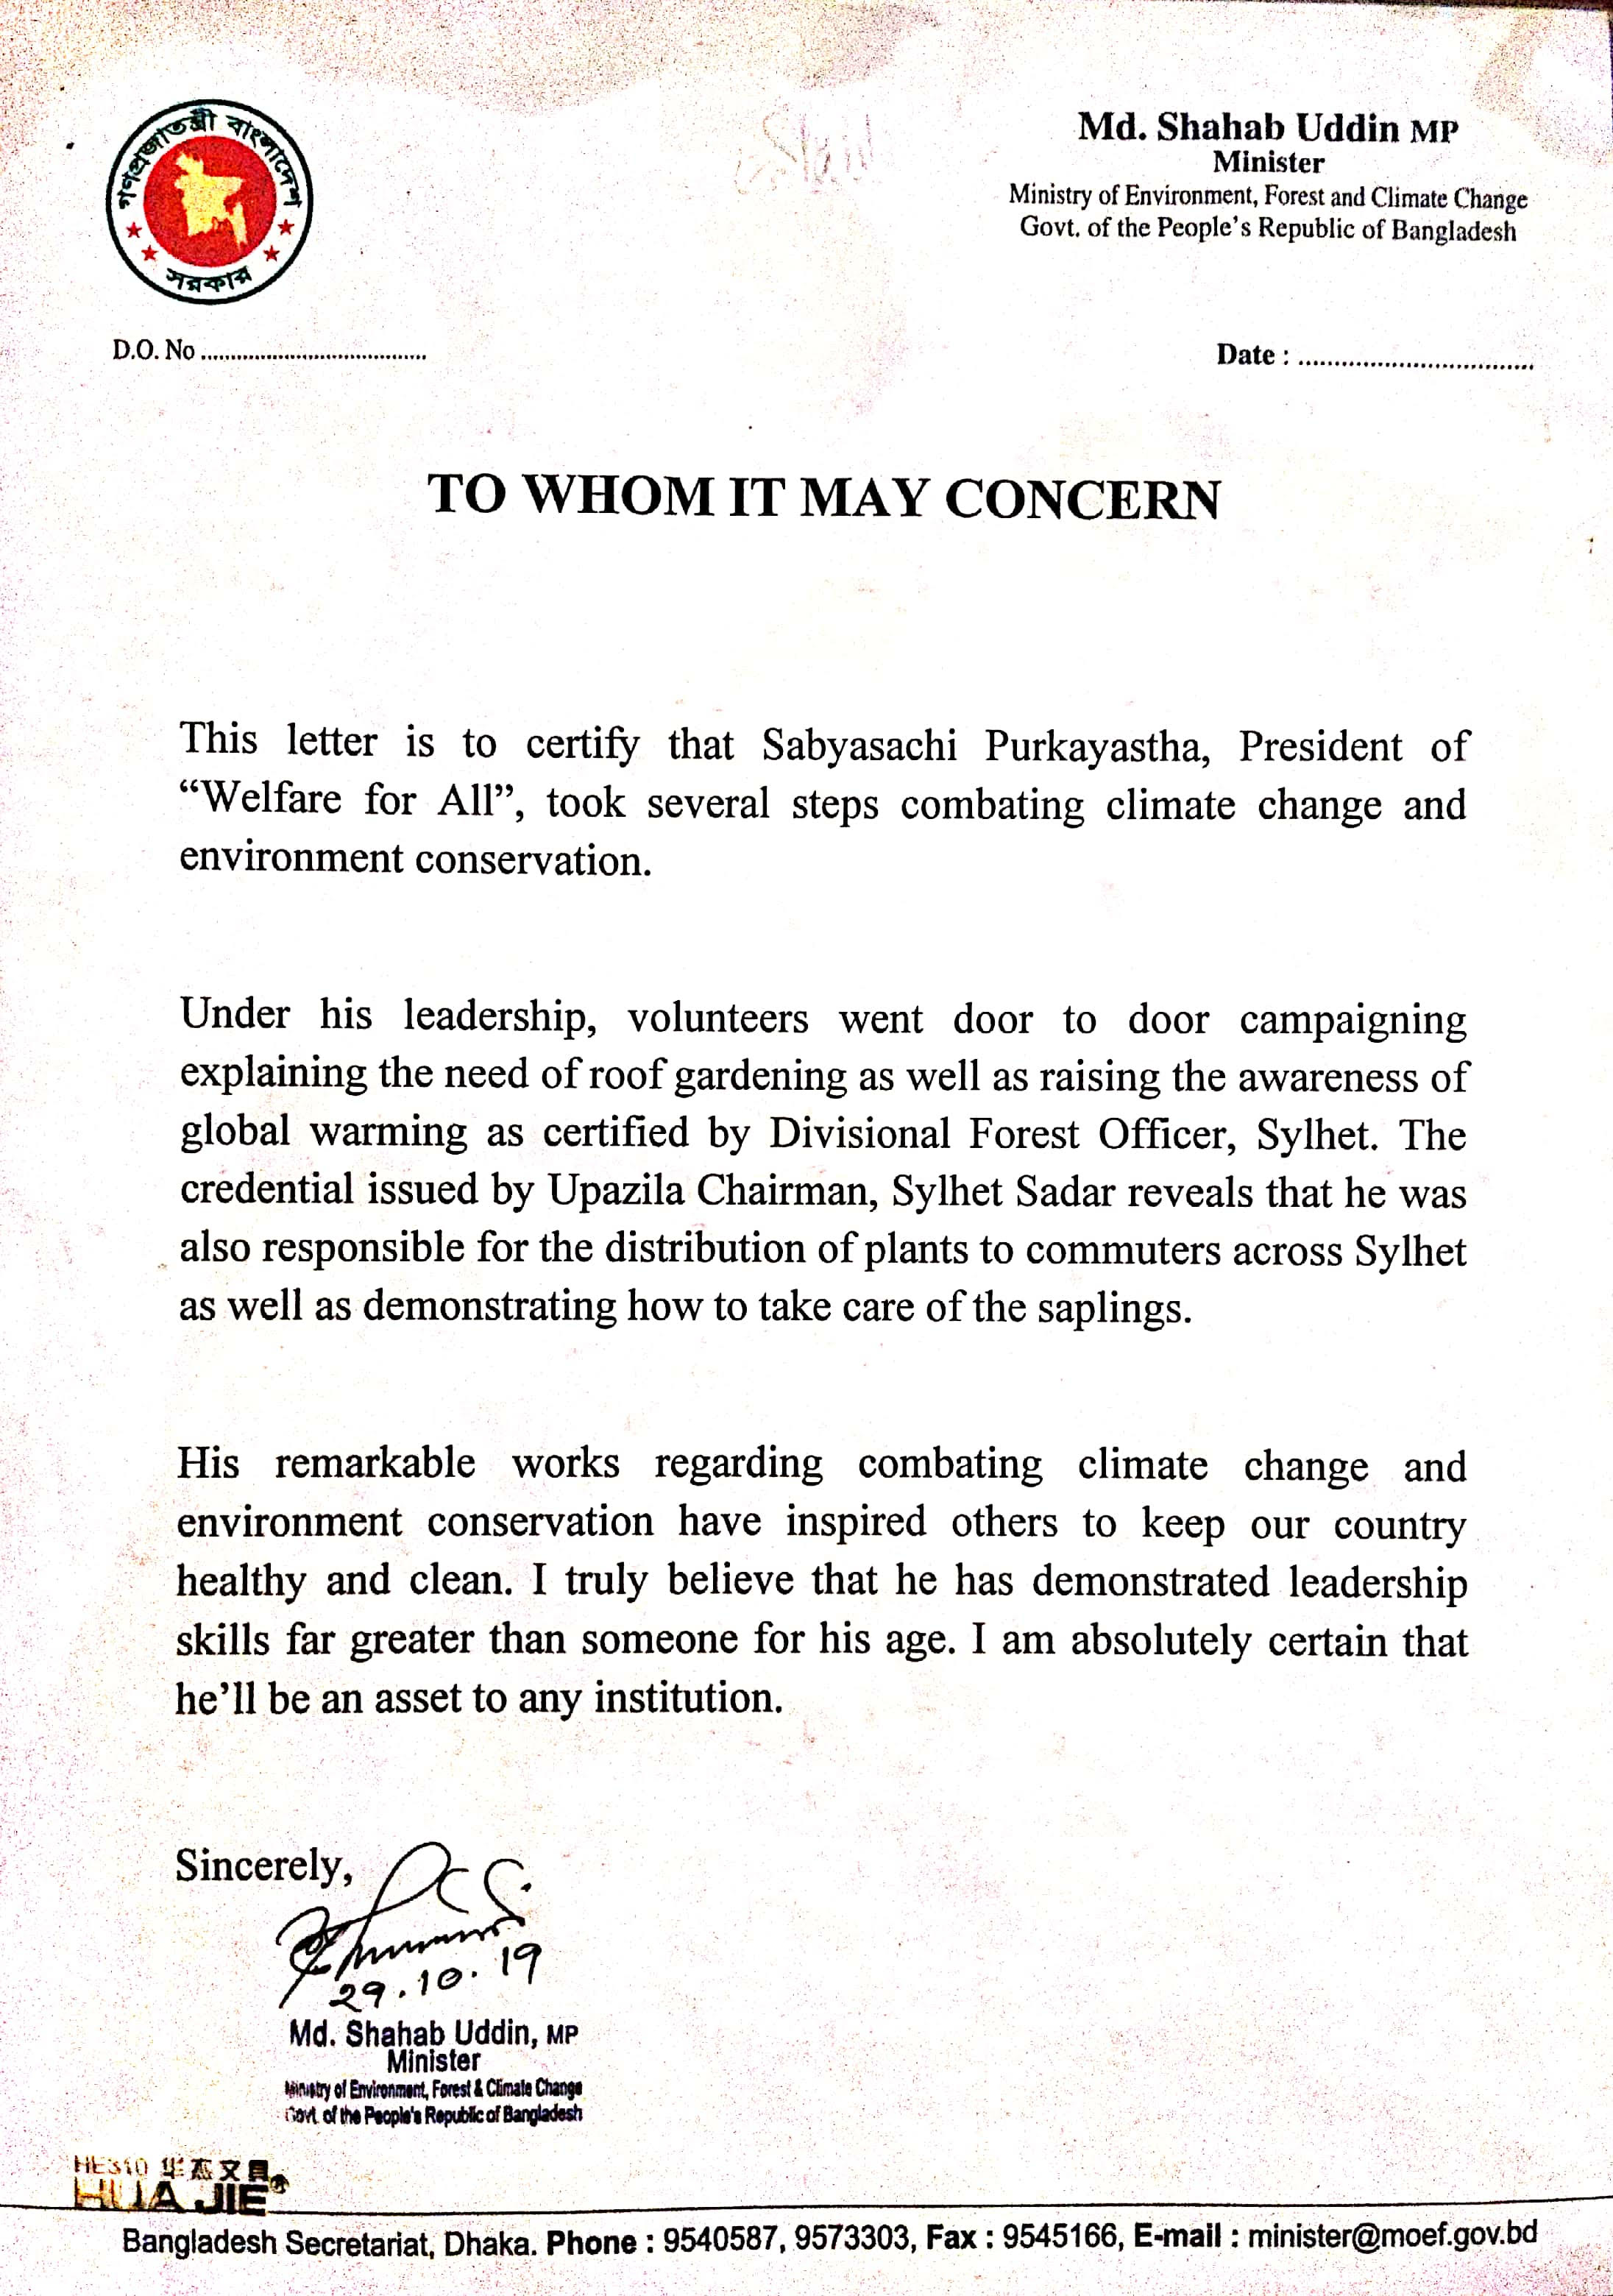 গণপ্রজাতন্ত্রী বাংলাদেশ
সরকার
Md. Shahab Uddin MP
Minister
Ministry of Environment, Forest and Climate Change
Govt. of the People's Republic of Bangladesh
D.O. No ......................................
Date : ................................
TO WHOM IT MAY CONCERN
This letter is to certify that Sabyasachi Purkayastha, President of
“Welfare for All”, took several steps combating climate change and
environment conservation.
Under his leadership, volunteers went door to door campaigning
explaining the need of roof gardening as well as raising the awareness of
global warming as certified by Divisional Forest Officer, Sylhet. The
credential issued by Upazila Chairman, Sylhet Sadar reveals that he was
also responsible for the distribution of plants to commuters across Sylhet
as well as demonstrating how to take care of the saplings.
His remarkable works regarding combating climate change and
environment conservation have inspired others to keep our country
healthy and clean. I truly believe that he has demonstrated leadership
skills far greater than someone for his age. I am absolutely certain that
he’ll be an asset to any institution.
Sincerely,
29.10.19
Md. Shahab Uddin, MP
Minister
Ministry of Environment, Forest & Climate Change
Govt. of the People's Republic of Bangladesh
HE310 华杰文具
HUA JIE®
Bangladesh Secretariat, Dhaka. Phone : 9540587, 9573303, Fax : 9545166, E-mail : minister@moef.gov.bd